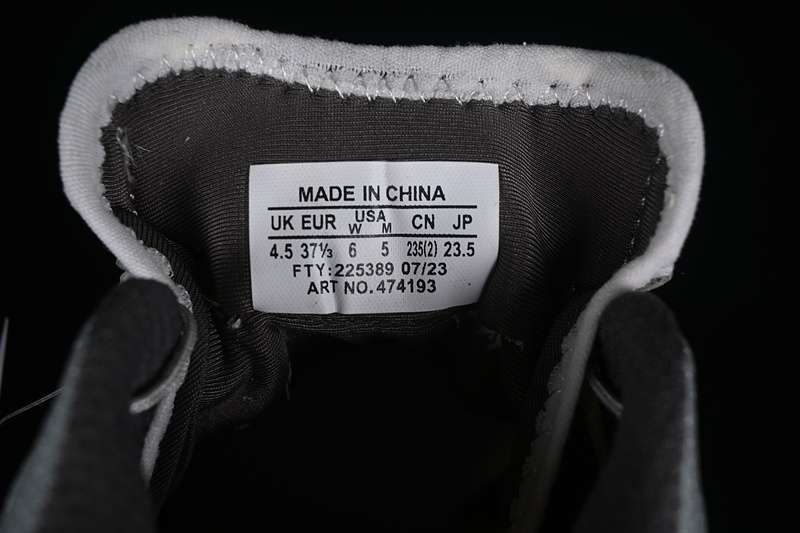 MADE IN CHINA
UK EUR USA W M CN JP
4.5 37⅓ 6 5 235(2) 23.5
FTY: 225389 07/23
ART NO. 474193